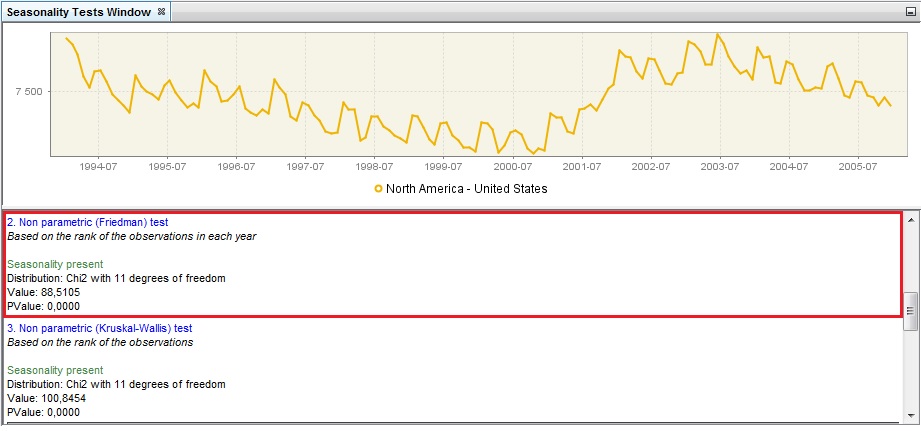 Seasonality Tests Window
7 500
1994-07 1995-07 1996-07 1997-07 1998-07 1999-07 2000-07 2001-07 2002-07 2003-07 2004-07 2005-07
North America - United States
2. Non parametric (Friedman) test
Based on the rank of the observations in each year
Seasonality present
Distribution: Chi2 with 11 degrees of freedom
Value: 88,5105
PValue: 0,0000
3. Non parametric (Kruskal-Wallis) test
Based on the rank of the observations
Seasonality present
Distribution: Chi2 with 11 degrees of freedom
Value: 100,8454
PValue: 0,0000